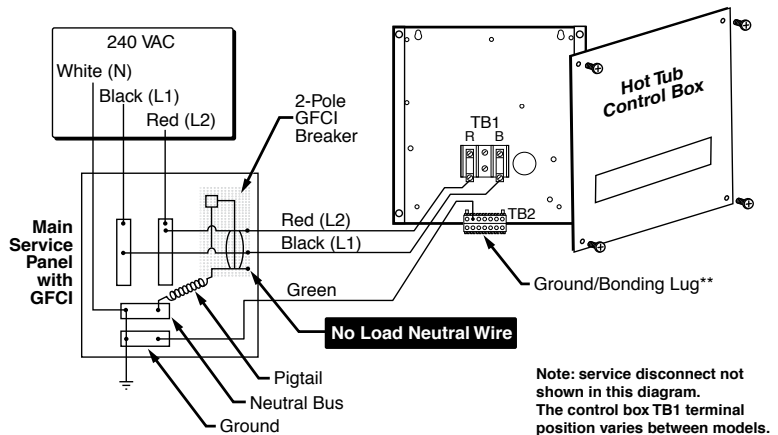 240 VAC
White (N)
Black (L1)
Red (L2)
2-Pole
GFCI
Breaker
Main
Service
Panel
with
GFCI
Red (L2)
Black (L1)
Green
No Load Neutral Wire
Pigtail
Neutral Bus
Ground
TB1
R B
TB2
Ground/Bonding Lug**
Hot Tub
Control Box
Note: service disconnect not
shown in this diagram.
The control box TB1 terminal
position varies between models.